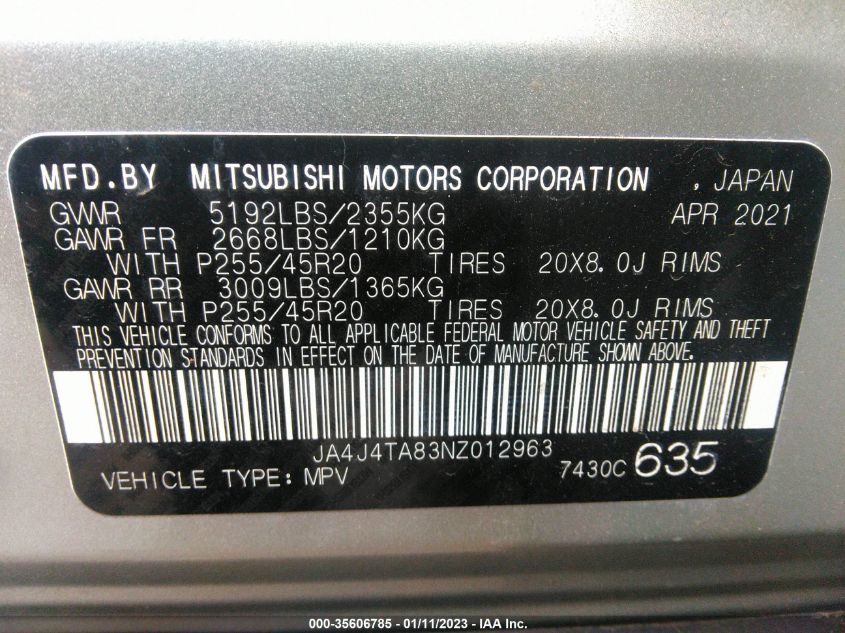 MFD.BY MITSUBISHI MOTORS CORPORATION , JAPAN
GVWR 5192LBS/2355KG APR 2021
GAWR FR 2668LBS/1210KG
WITH P255/45R20 TIRES 20X8.0J RIMS
GAWR RR 3009LBS/1365KG
WITH P255/45R20 TIRES 20X8.0J RIMS
THIS VEHICLE CONFORMS TO ALL APPLICABLE FEDERAL MOTOR VEHICLE SAFETY AND THEFT
PREVENTION STANDARDS IN EFFECT ON THE DATE OF MANUFACTURE SHOWN ABOVE.
JA4J4TA83NZ012963
VEHICLE TYPE: MPV 7430C 635
000-35606785 - 01/11/2023 - IAA Inc.